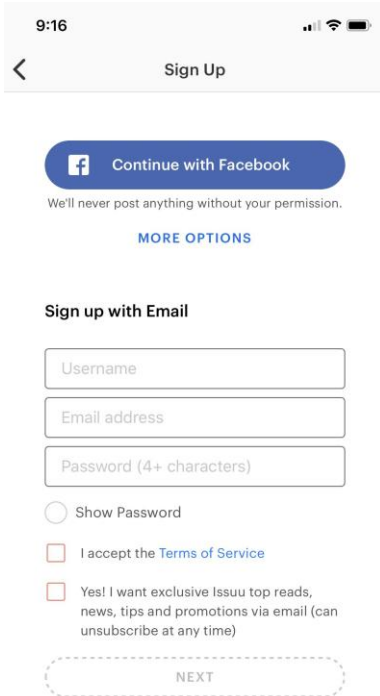 9:16
Sign Up
Continue with Facebook
We'll never post anything without your permission.
MORE OPTIONS
Sign up with Email
Username
Email address
Password (4+ characters)
Show Password
I accept the Terms of Service
Yes! I want exclusive Issuu top reads,
news, tips and promotions via email (can
unsubscribe at any time)
NEXT